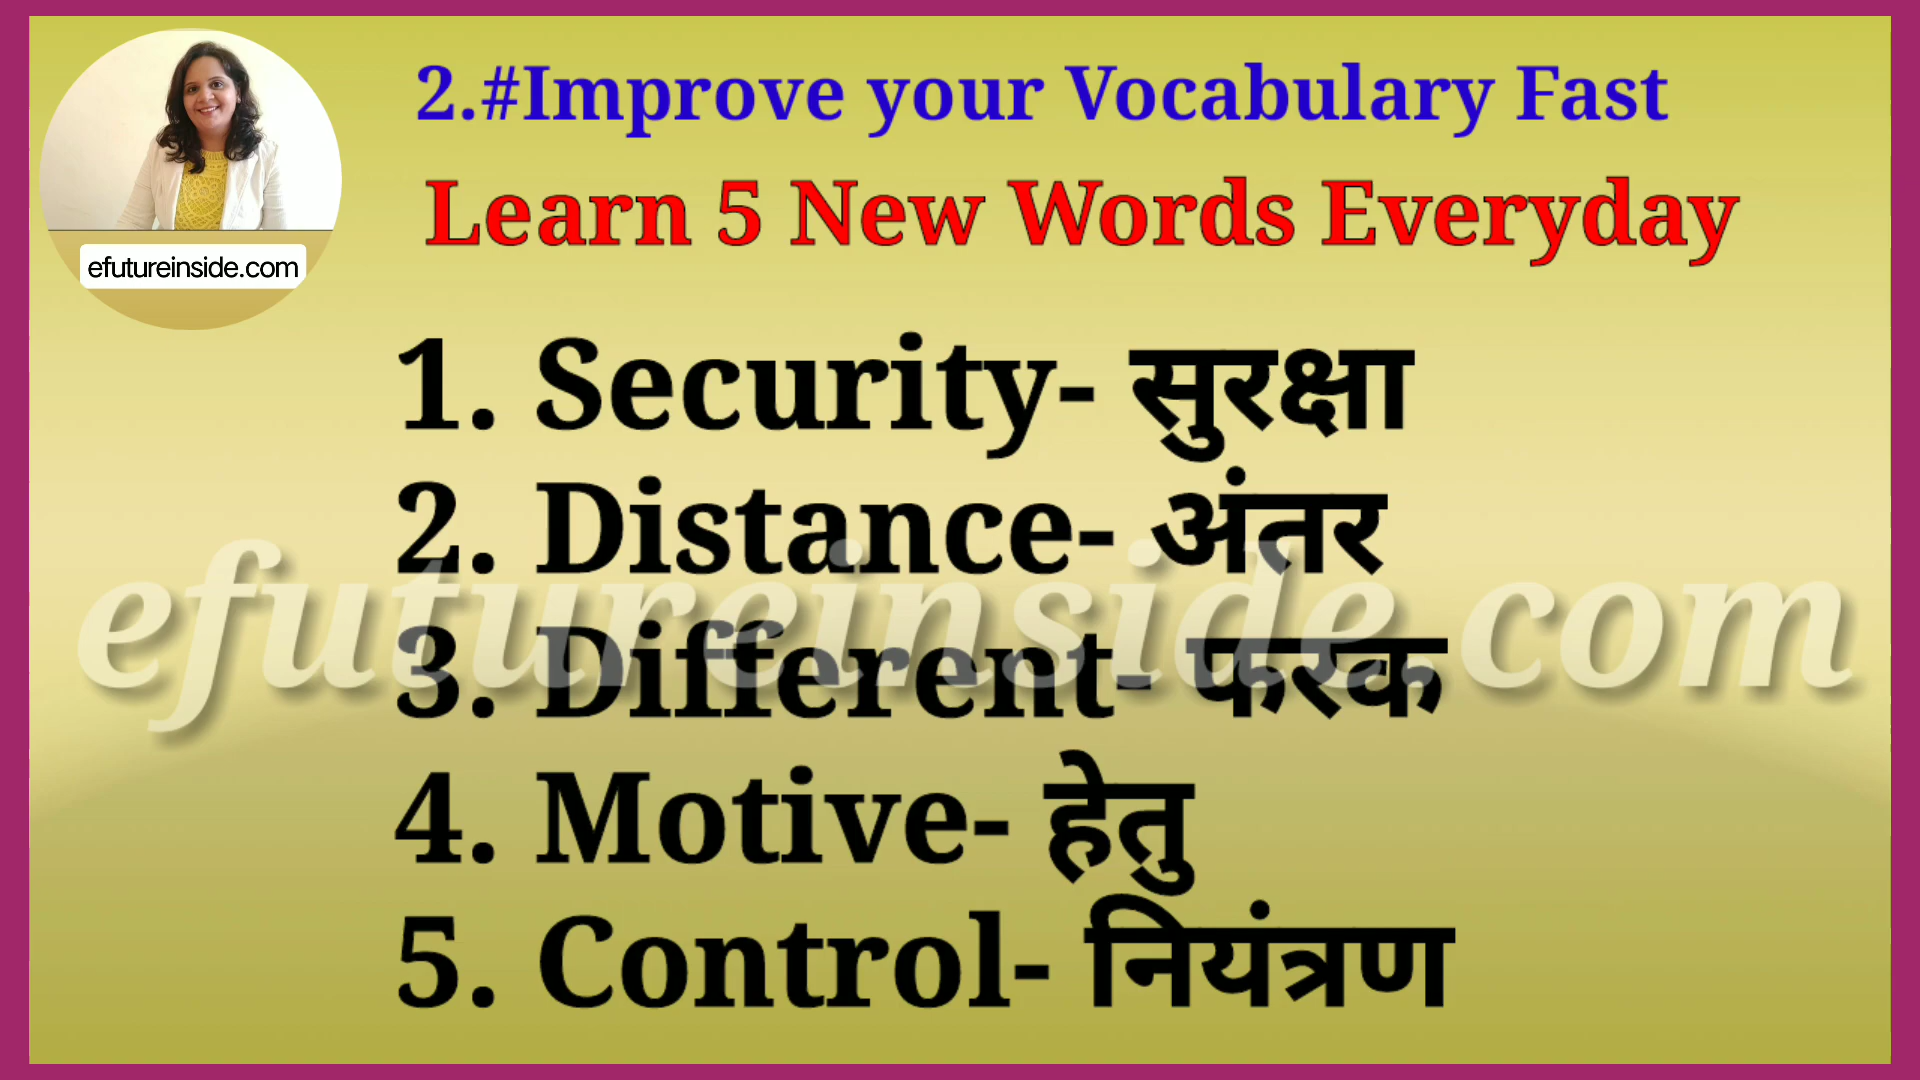 2.#Improve your Vocabulary Fast
Learn 5 New Words Everyday
efutureinside.com
1. Security- सुरक्षा
2. Distance- अंतर
3. Different- फरक
4. Motive- हेतु
5. Control- नियंत्रण
efutureinside.com